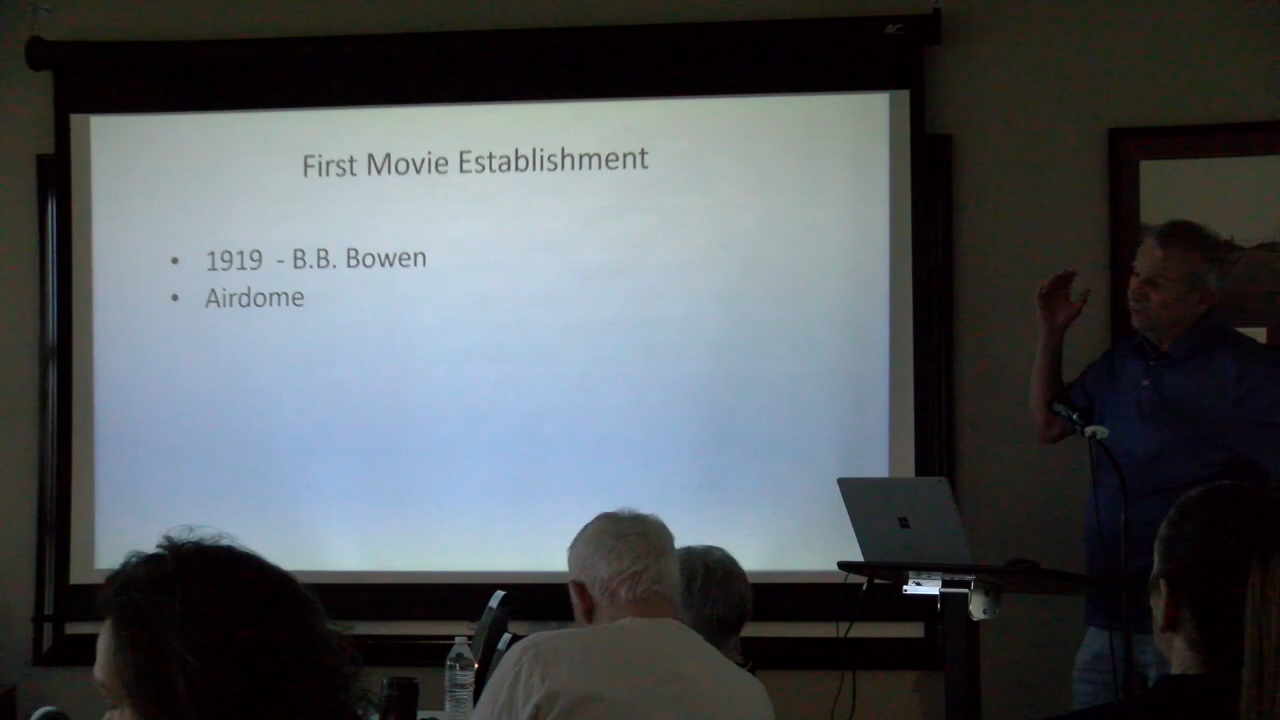 First Movie Establishment
• 1919 - B.B. Bowen
• Airdome